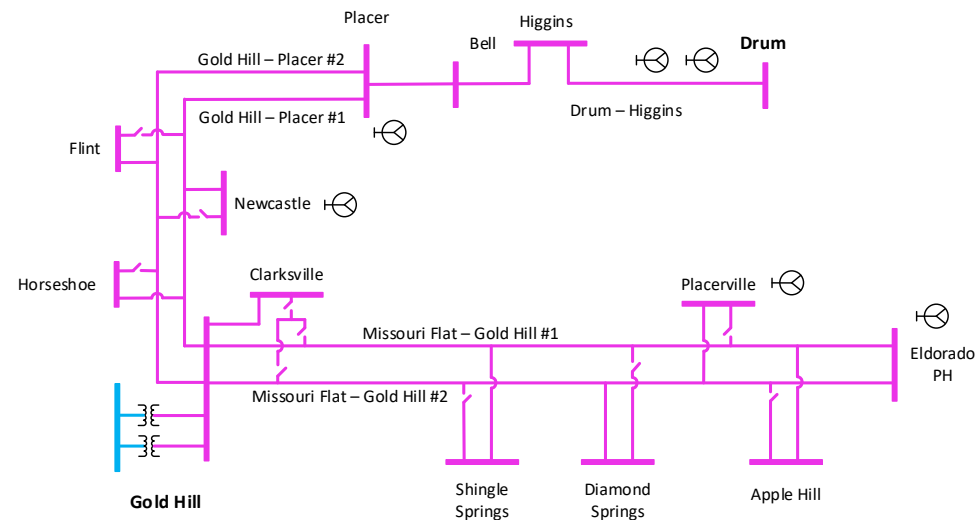 Placer
Higgins
Bell
Drum
Gold Hill – Placer #2
Gold Hill – Placer #1
Drum – Higgins
Flint
Newcastle
Horseshoe
Clarksville
Placerville
Missouri Flat – Gold Hill #1
Eldorado
PH
Missouri Flat – Gold Hill #2
Gold Hill
Shingle
Springs
Diamond
Springs
Apple Hill